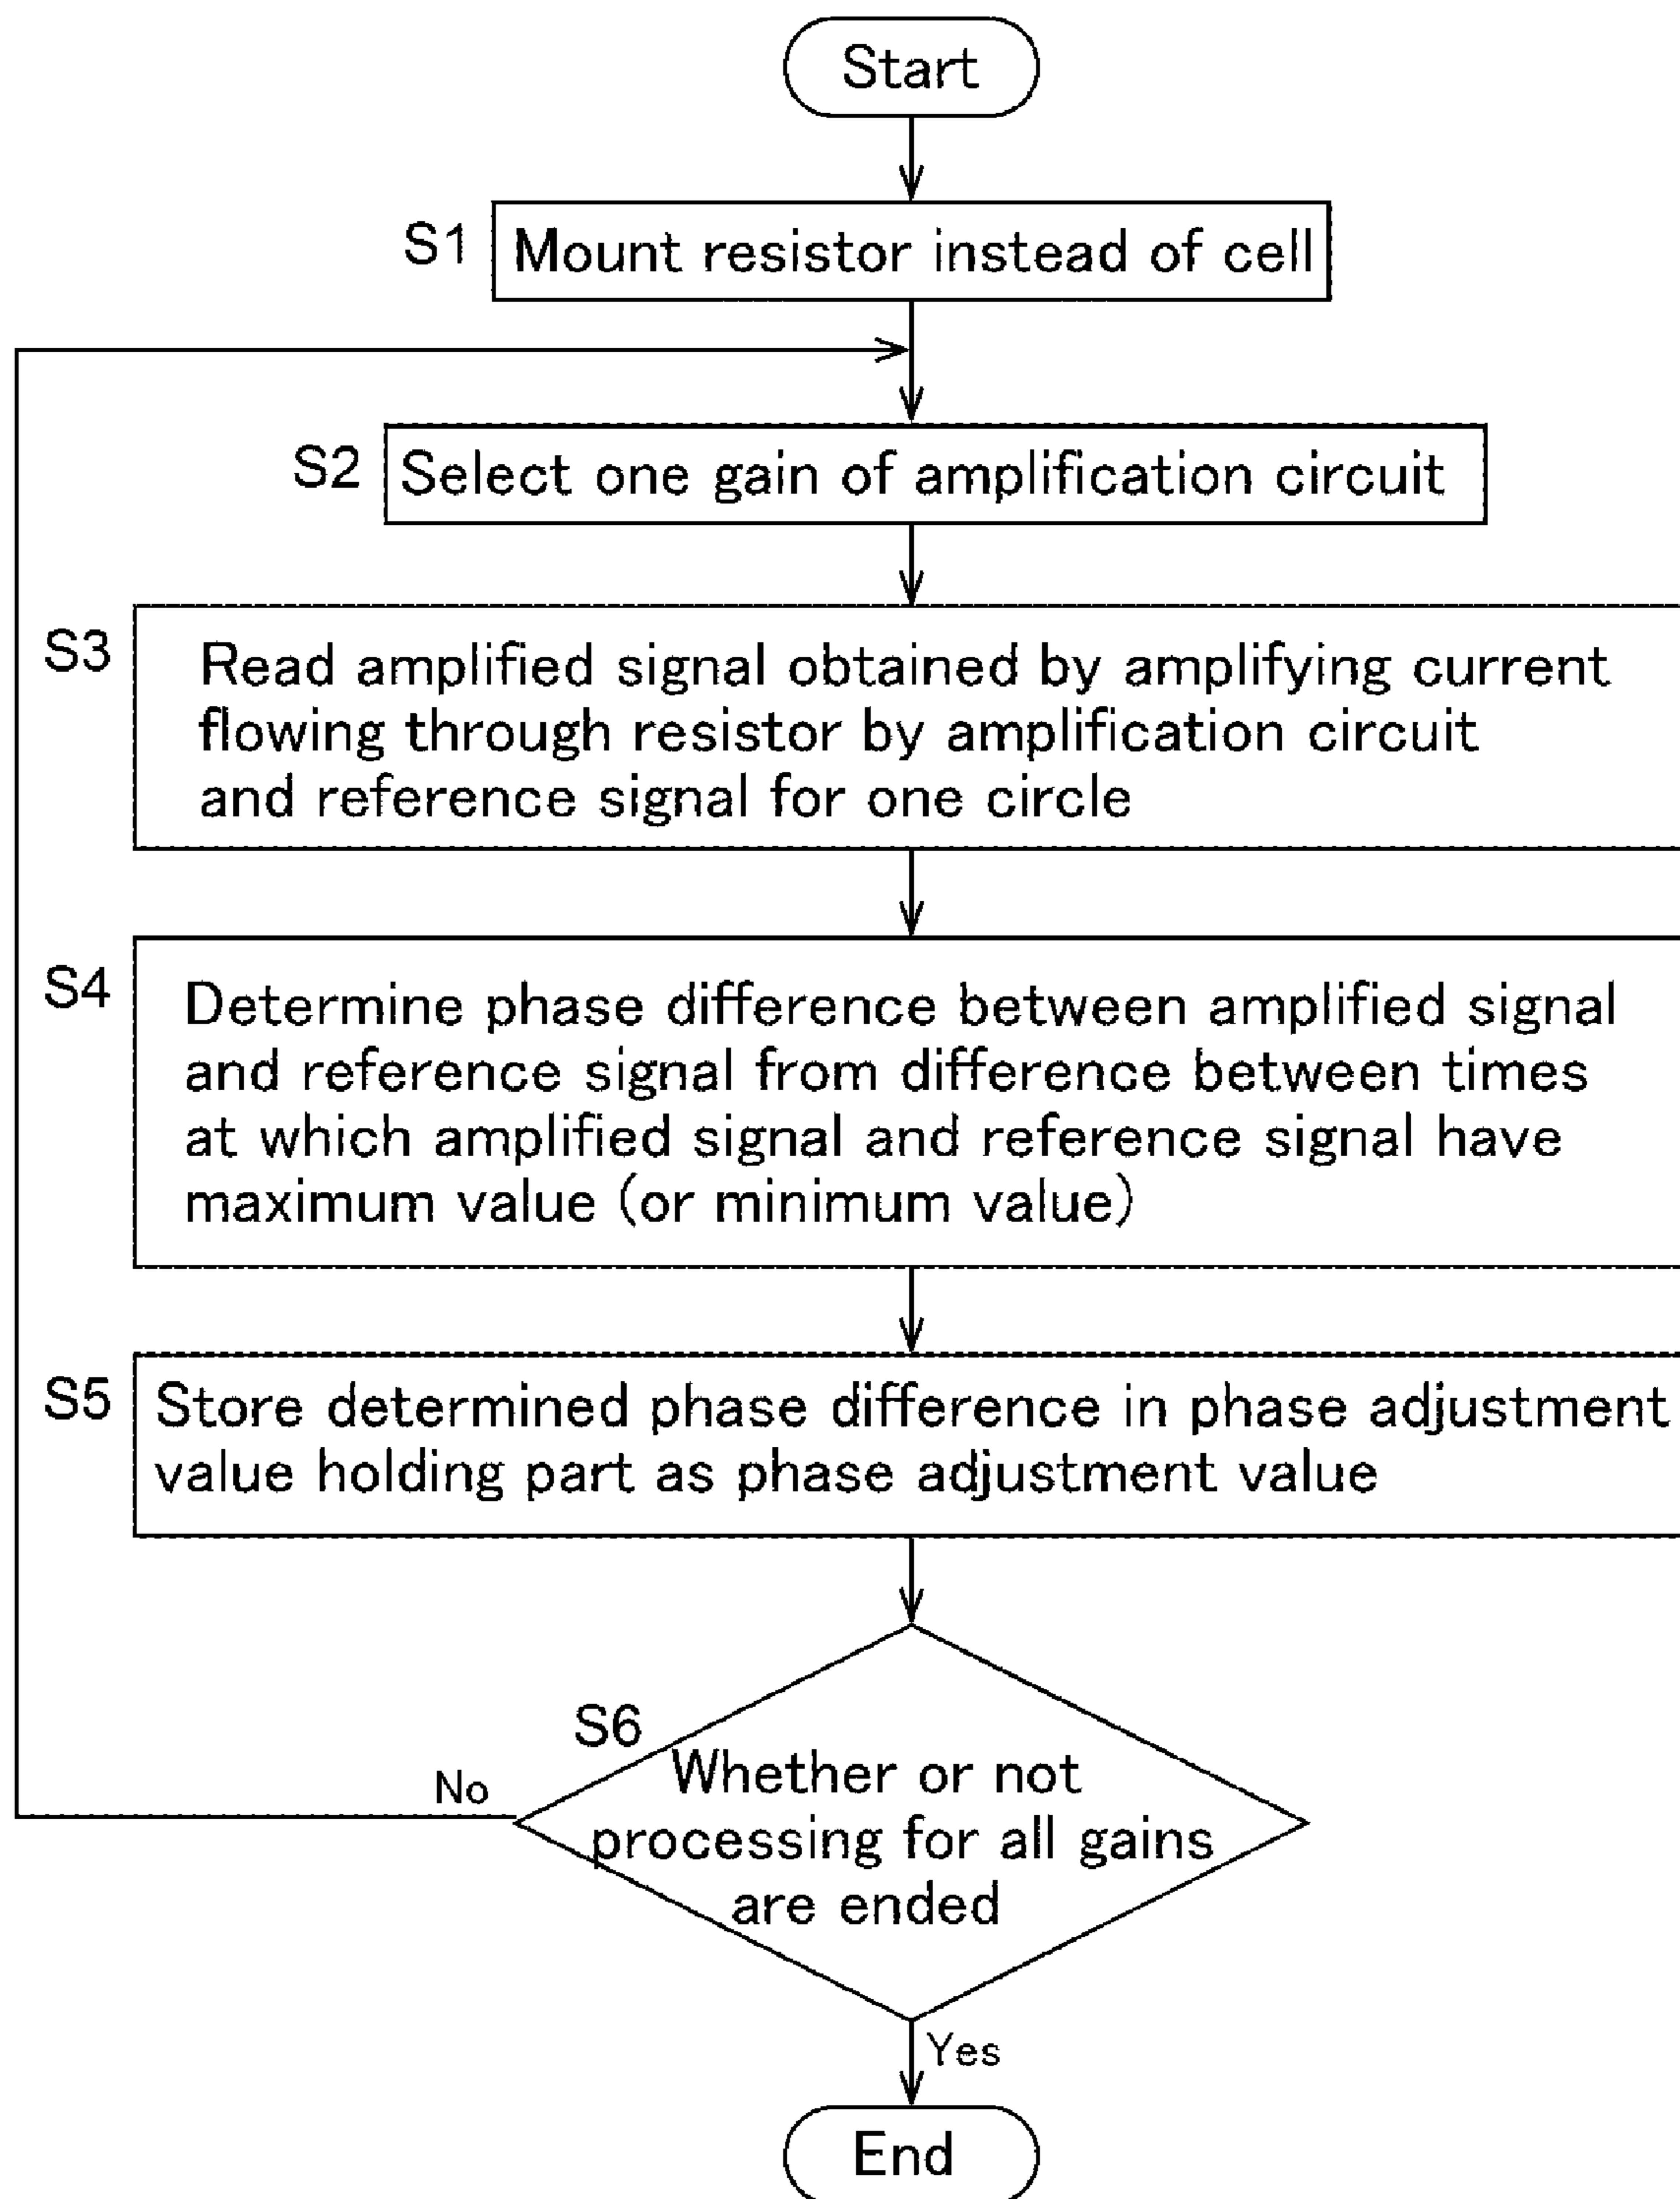 Start
S1
Mount resistor instead of cell
S2
Select one gain of amplification circuit
S3
Read amplified signal obtained by amplifying current
flowing through resistor by amplification circuit
and reference signal for one circle
S4
Determine phase difference between amplified signal
and reference signal from difference between times
at which amplified signal and reference signal have
maximum value (or minimum value)
S5
Store determined phase difference in phase adjustment
value holding part as phase adjustment value
S6
Whether or not
processing for all gains
are ended
No
Yes
End